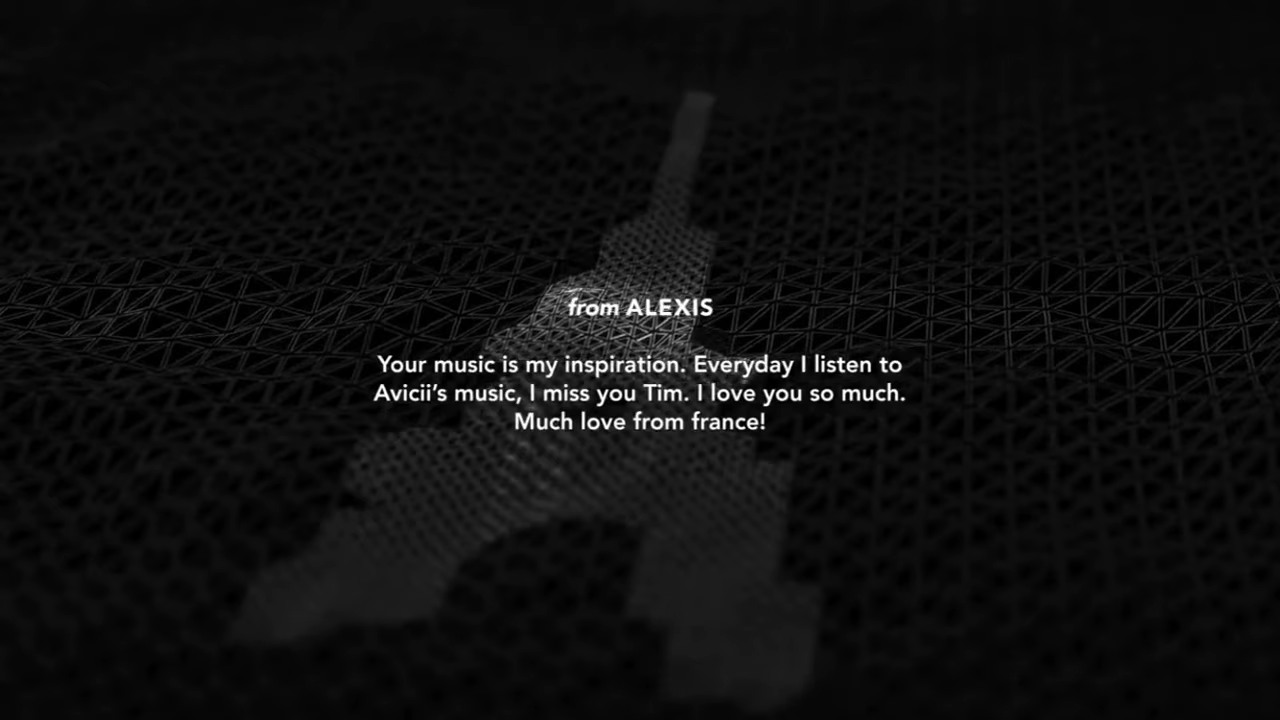 from ALEXIS
Your music is my inspiration. Everyday I listen to
Avicii's music, I miss you Tim. I love you so much.
Much love from france!